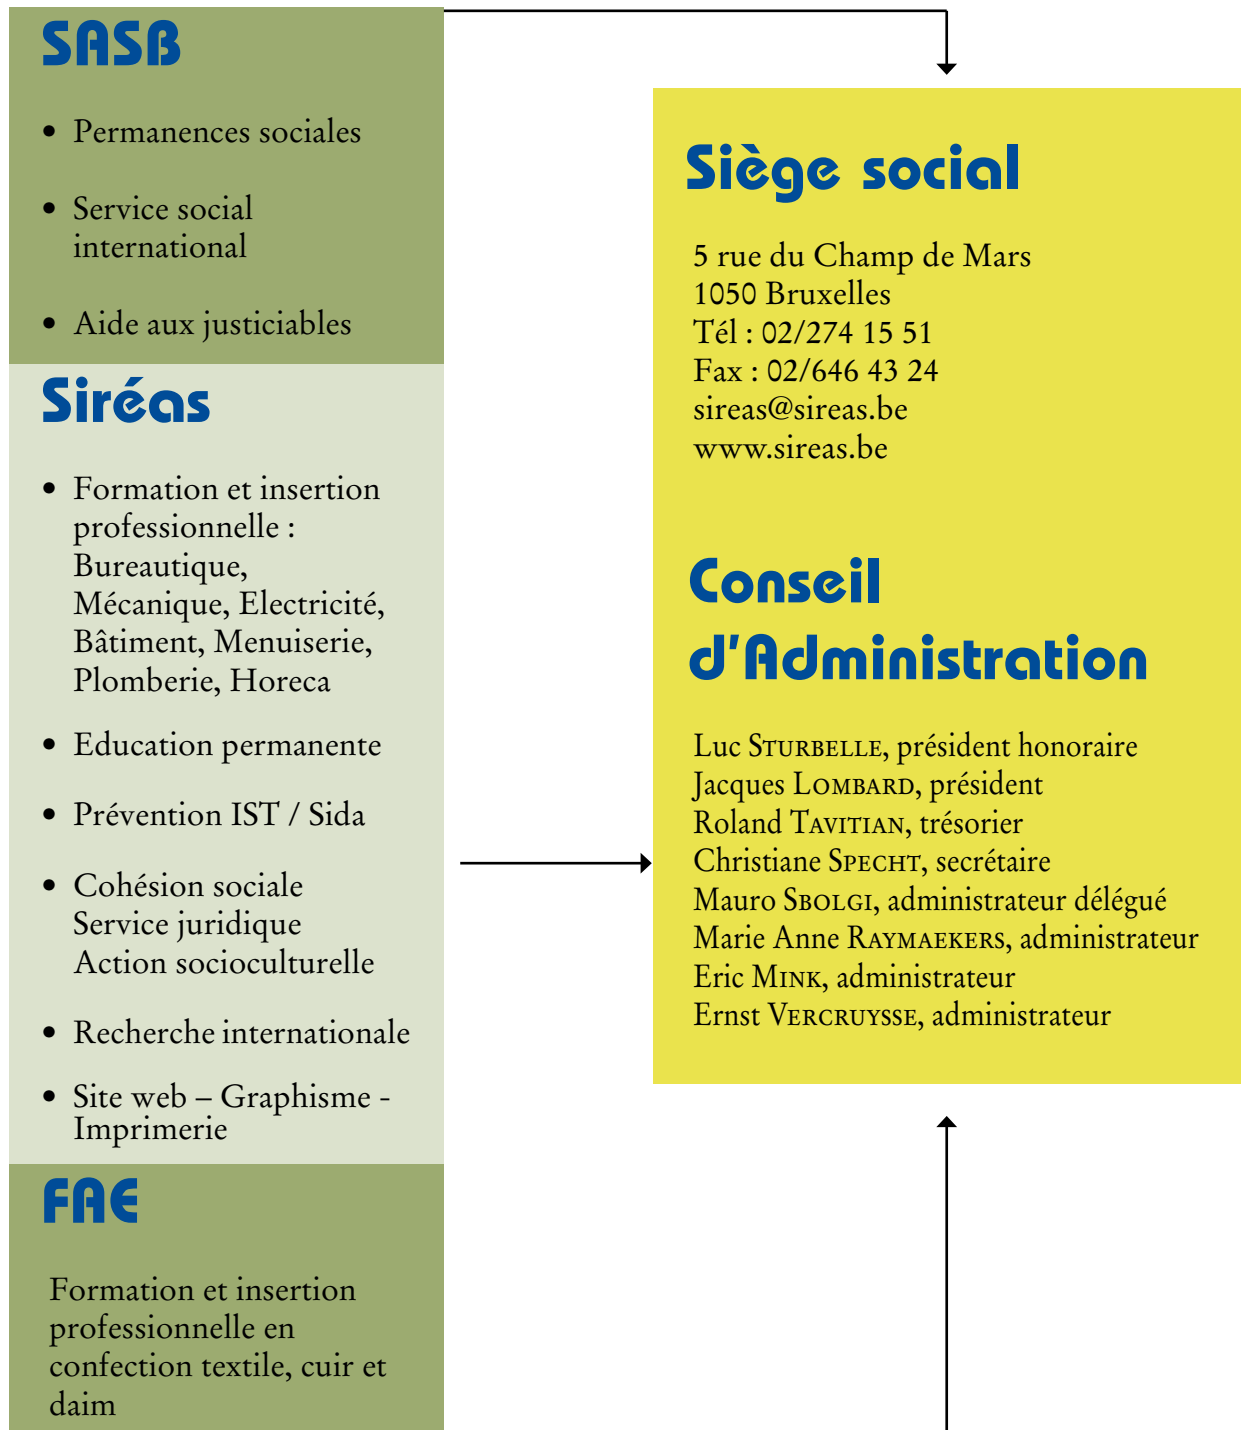 SASB
• Permanences sociales
• Service social
international
• Aide aux justiciables
Siréas
• Formation et insertion
professionnelle :
Bureautique,
Mécanique, Electricité,
Bâtiment, Menuiserie,
Plomberie, Horeca
• Education permanente
• Prévention IST / Sida
• Cohésion sociale
Service juridique
Action socioculturelle
• Recherche internationale
• Site web – Graphisme -
Imprimerie
FAE
Formation et insertion
professionnelle en
confection textile, cuir et
daim
Siège social
5 rue du Champ de Mars
1050 Bruxelles
Tél : 02/274 15 51
Fax : 02/646 43 24
sireas@sireas.be
www.sireas.be
Conseil
d'Administration
Luc Sturbelle, président honoraire
Jacques Lombard, président
Roland Tavitian, trésorier
Christiane Specht, secrétaire
Mauro Sbolgi, administrateur délégué
Marie Anne Raymaekers, administrateur
Eric Mink, administrateur
Ernst Vercruysse, administrateur